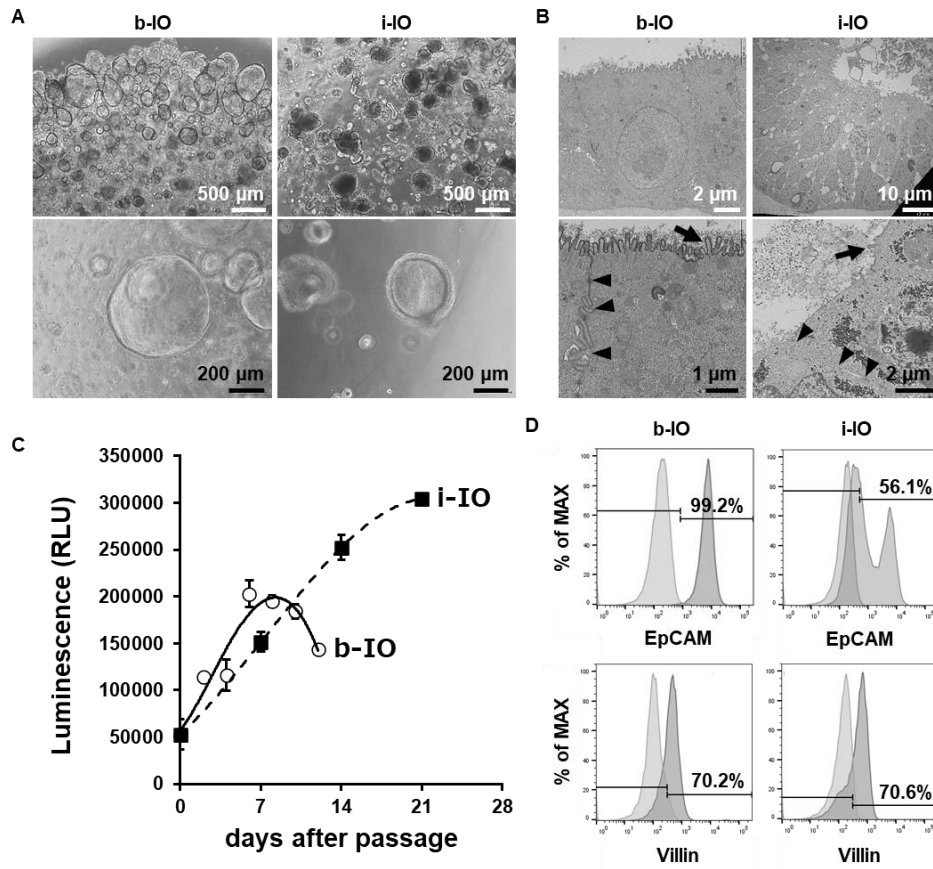 A
b-IO
i-IO
500 µm
500 µm
200 µm
200 µm
B
b-IO
i-IO
2 µm
10 µm
1 µm
2 µm
C
Luminescence (RLU)
350000
300000
250000
200000
150000
100000
50000
0
0 7 14 21 28
days after passage
i-IO
b-IO
D
b-IO
i-IO
% of MAX
99.2%
56.1%
EpCAM
EpCAM
% of MAX
70.2%
70.6%
Villin
Villin